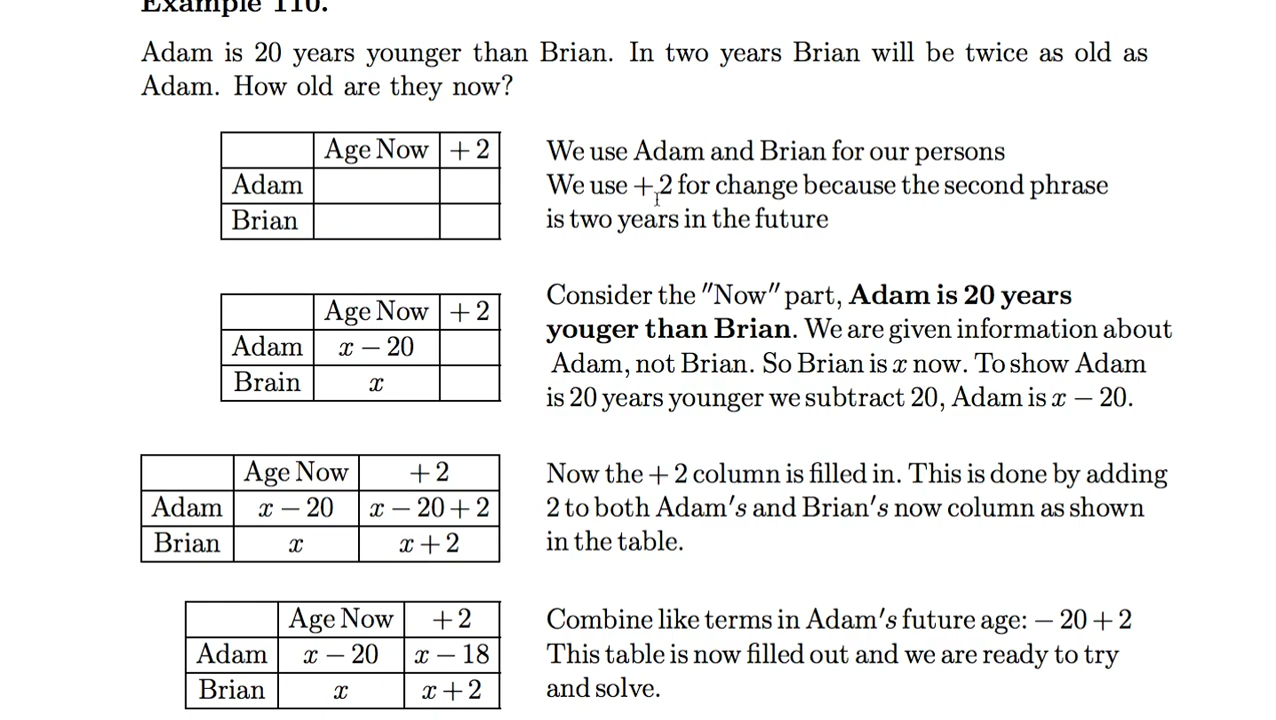 Example 110.
Adam is 20 years younger than Brian. In two years Brian will be twice as old as
Adam. How old are they now?
Age Now +2
Adam
Brian
We use Adam and Brian for our persons
We use +2 for change because the second phrase
is two years in the future
Age Now +2
Adam x − 20
Brain x
Consider the ″Now″ part, Adam is 20 years
youger than Brian. We are given information about
Adam, not Brian. So Brian is x now. To show Adam
is 20 years younger we subtract 20, Adam is x − 20.
Age Now +2
Adam x − 20 x − 20 + 2
Brian x x + 2
Now the +2 column is filled in. This is done by adding
2 to both Adam′s and Brian′s now column as shown
in the table.
Age Now +2
Adam x − 20 x − 18
Brian x x + 2
Combine like terms in Adam′s future age: − 20 + 2
This table is now filled out and we are ready to try
and solve.